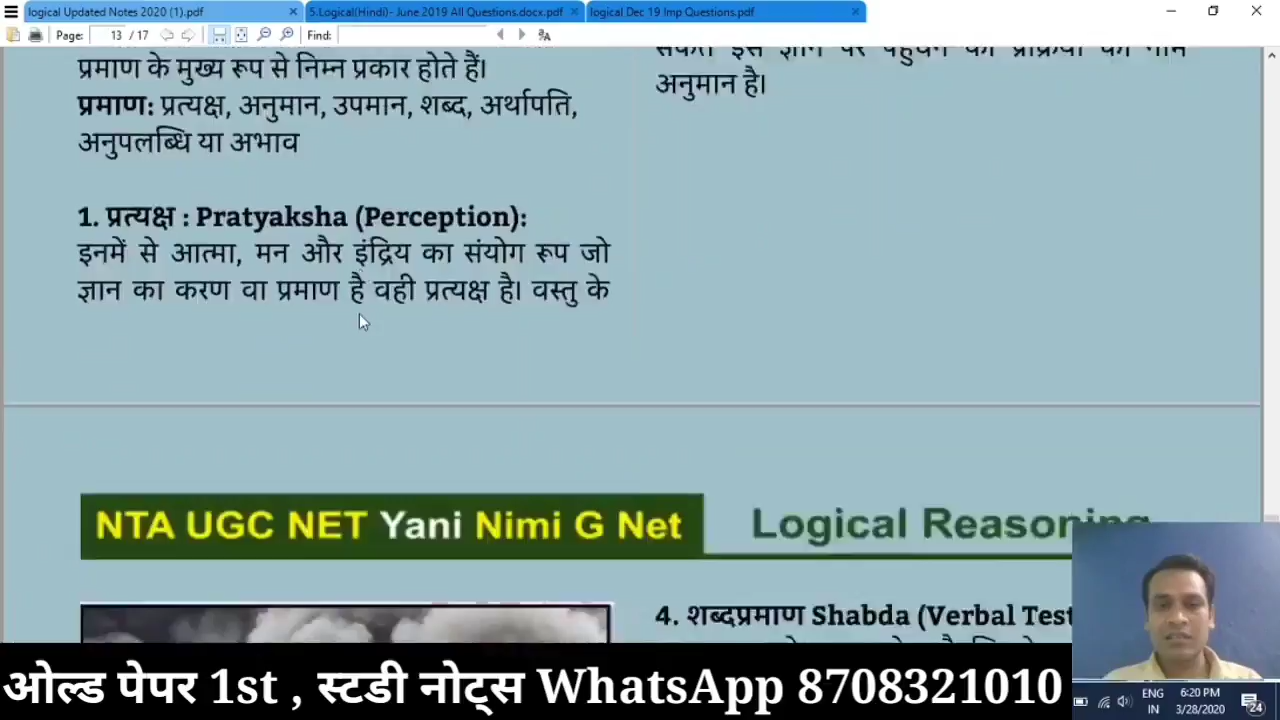 logical Updated Notes 2020 (1).pdf
5.Logical(Hindi)- June 2019 All Questions.docx.pdf
logical Dec 19 Imp Questions.pdf
Page: 13 / 17 Find:
प्रमाण के मुख्य रूप से निम्न प्रकार होते हैं।
प्रमाण: प्रत्यक्ष, अनुमान, उपमान, शब्द, अर्थापति,
अनुपलब्धि या अभाव
1. प्रत्यक्ष : Pratyaksha (Perception):
इनमें से आत्मा, मन और इंद्रिय का संयोग रूप जो
ज्ञान का करण वा प्रमाण है वही प्रत्यक्ष है। वस्तु के
अनुमान है।
NTA UGC NET Yani Nimi G Net
Logical Reasoning
4. शब्दप्रमाण Shabda (Verbal Test
ओल्ड पेपर 1st , स्टडी नोट्स WhatsApp 8708321010
ENG
IN
6:20 PM
3/28/2020
24